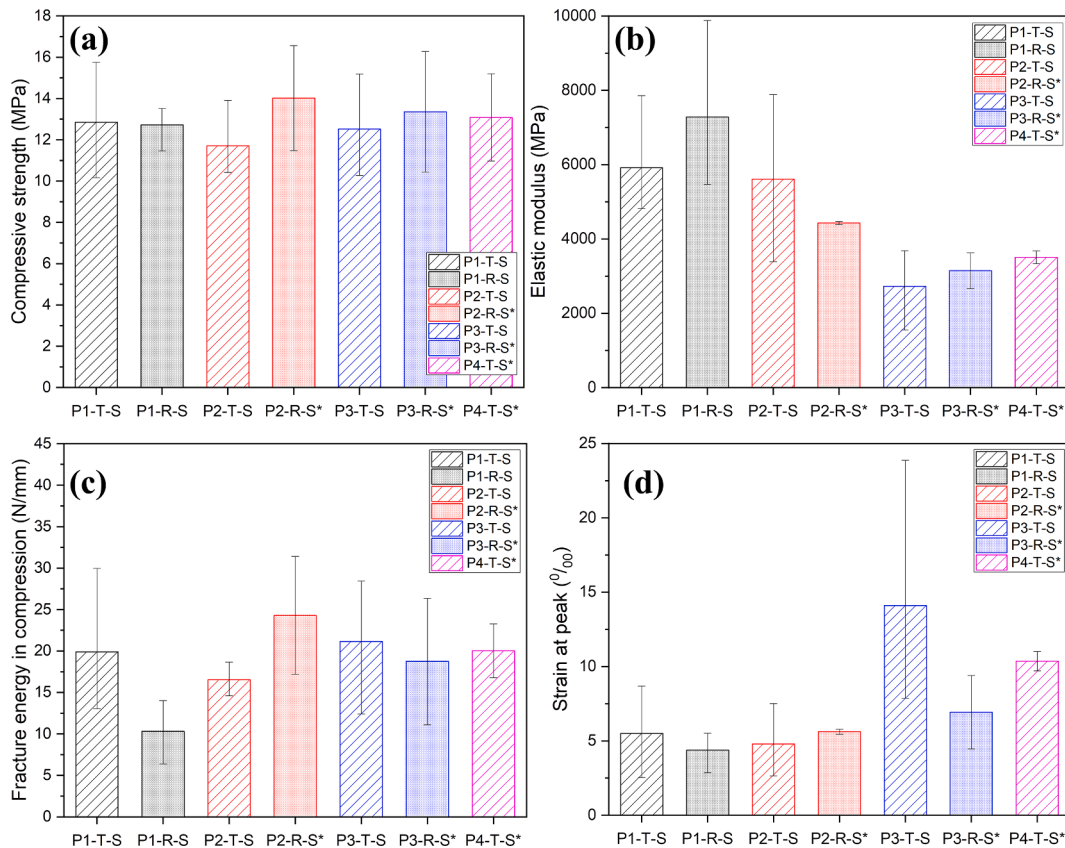 (a)
Compressive strength (MPa)
18
16
14
12
10
8
6
4
2
0
P1-T-S
P1-R-S
P2-T-S
P2-R-S*
P3-T-S
P3-R-S*
P4-T-S*
P1-T-S P1-R-S P2-T-S P2-R-S* P3-T-S P3-R-S* P4-T-S*
(b)
Elastic modulus (MPa)
10000
8000
6000
4000
2000
0
P1-T-S
P1-R-S
P2-T-S
P2-R-S*
P3-T-S
P3-R-S*
P4-T-S*
P1-T-S P1-R-S P2-T-S P2-R-S* P3-T-S P3-R-S* P4-T-S*
(c)
Fracture energy in compression (N/mm)
45
40
35
30
25
20
15
10
5
0
P1-T-S
P1-R-S
P2-T-S
P2-R-S*
P3-T-S
P3-R-S*
P4-T-S*
P1-T-S P1-R-S P2-T-S P2-R-S* P3-T-S P3-R-S* P4-T-S*
(d)
Strain at peak (⁰/₀₀)
25
20
15
10
5
0
P1-T-S
P1-R-S
P2-T-S
P2-R-S*
P3-T-S
P3-R-S*
P4-T-S*
P1-T-S P1-R-S P2-T-S P2-R-S* P3-T-S P3-R-S* P4-T-S*